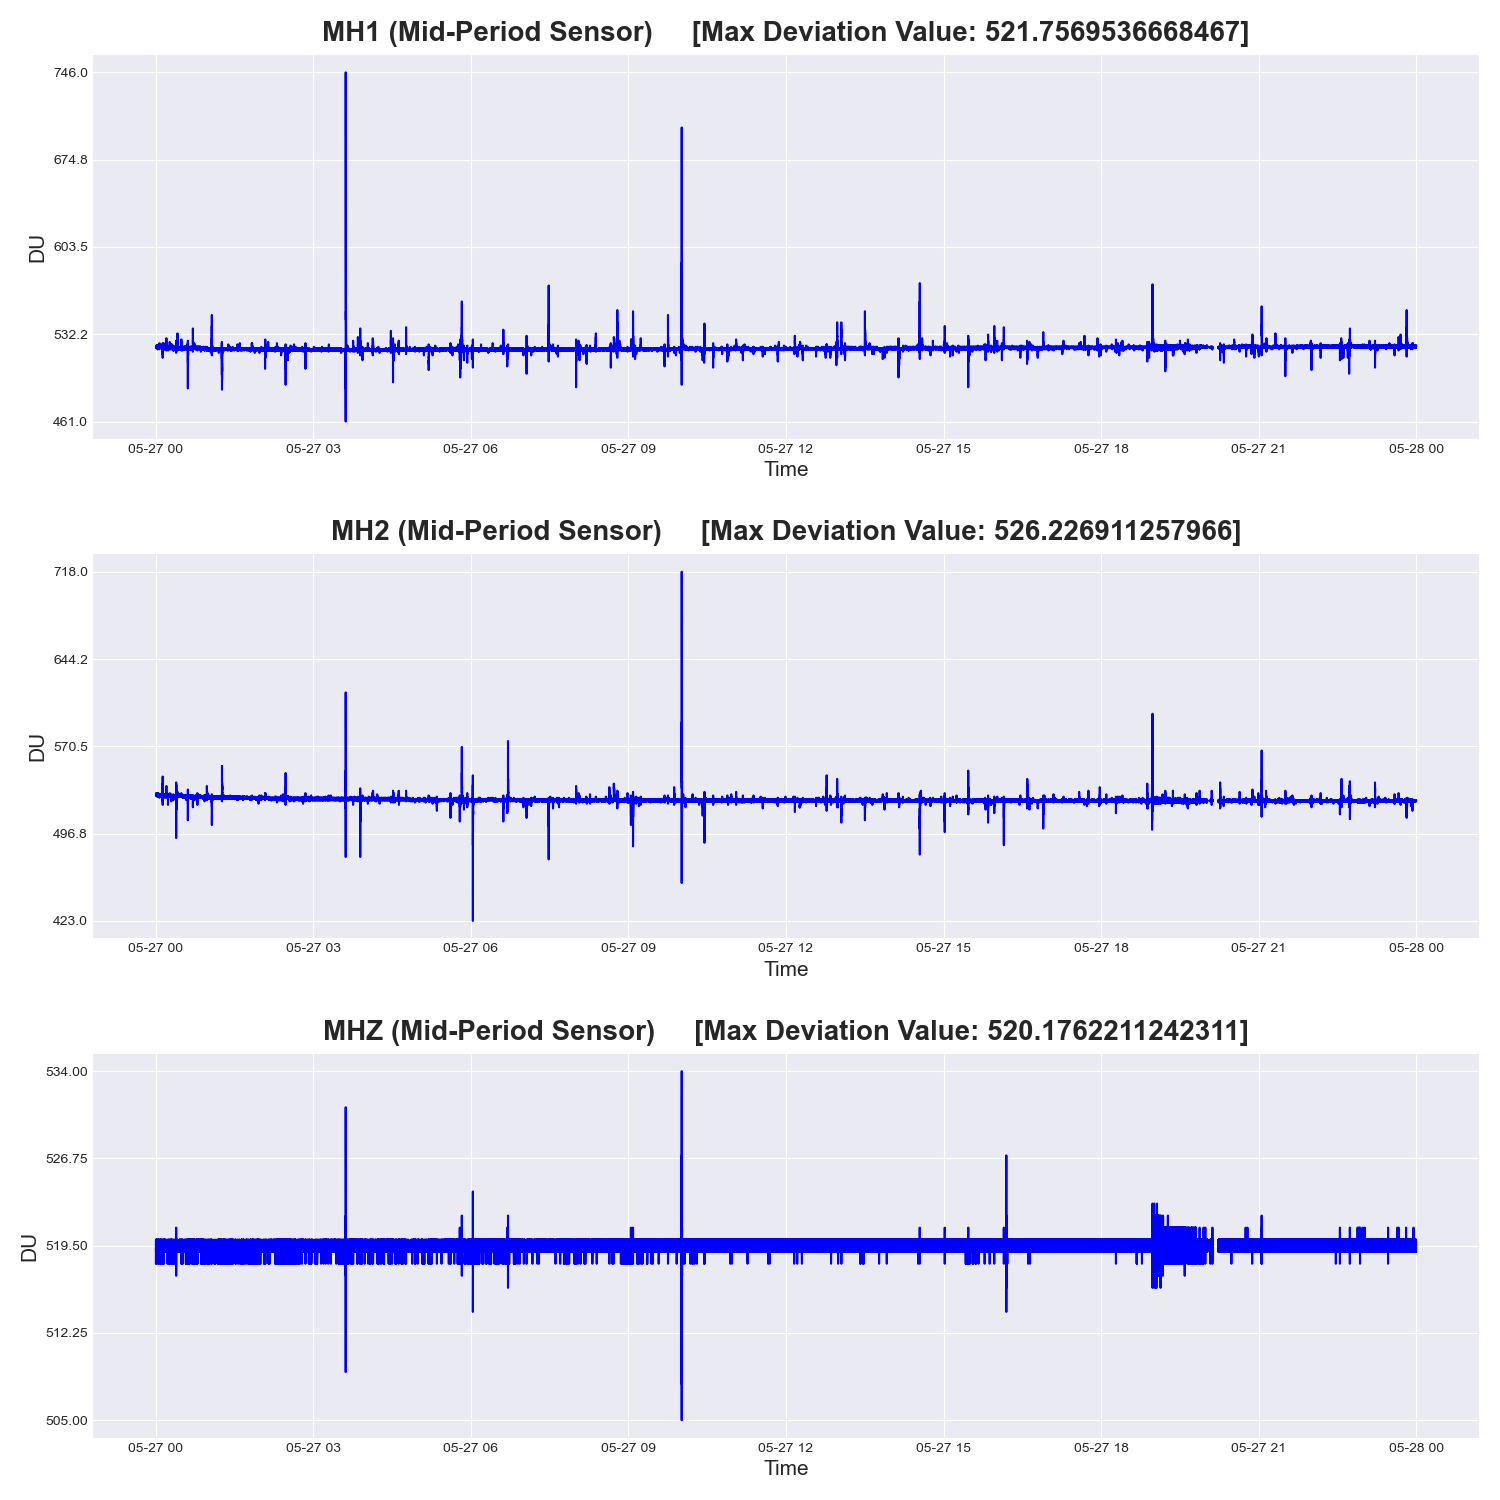 MH1 (Mid-Period Sensor) [Max Deviation Value: 521.7569536668467]
746.0
674.8
603.5
532.2
461.0
DU
05-27 00 05-27 03 05-27 06 05-27 09 05-27 12 05-27 15 05-27 18 05-27 21 05-28 00
Time
MH2 (Mid-Period Sensor) [Max Deviation Value: 526.226911257966]
718.0
644.2
570.5
496.8
423.0
DU
05-27 00 05-27 03 05-27 06 05-27 09 05-27 12 05-27 15 05-27 18 05-27 21 05-28 00
Time
MHZ (Mid-Period Sensor) [Max Deviation Value: 520.1762211242311]
534.00
526.75
519.50
512.25
505.00
DU
05-27 00 05-27 03 05-27 06 05-27 09 05-27 12 05-27 15 05-27 18 05-27 21 05-28 00
Time